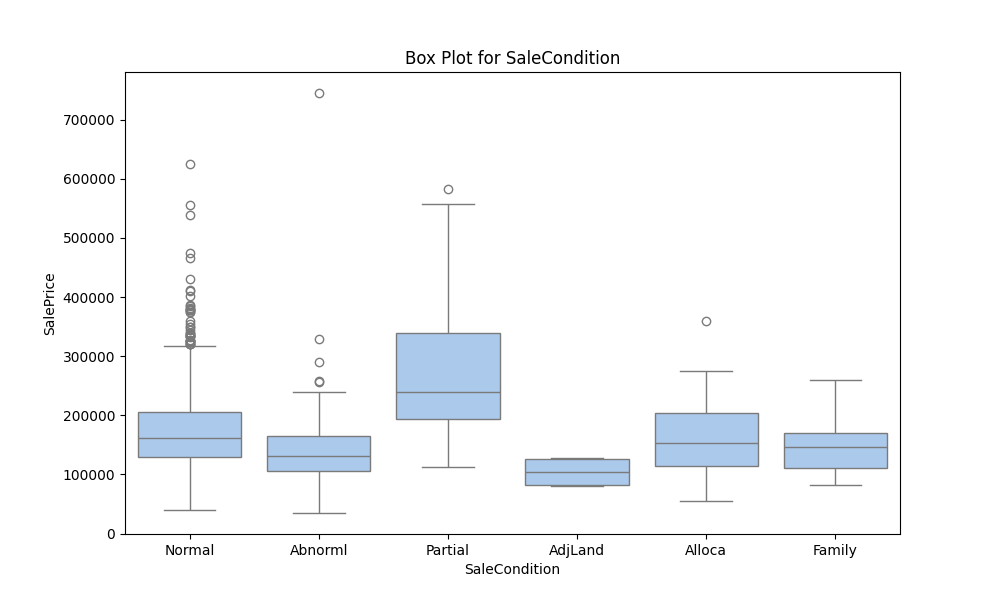 Box Plot for SaleCondition
SalePrice
700000
600000
500000
400000
300000
200000
100000
0
Normal Abnorml Partial AdjLand Alloca Family
SaleCondition